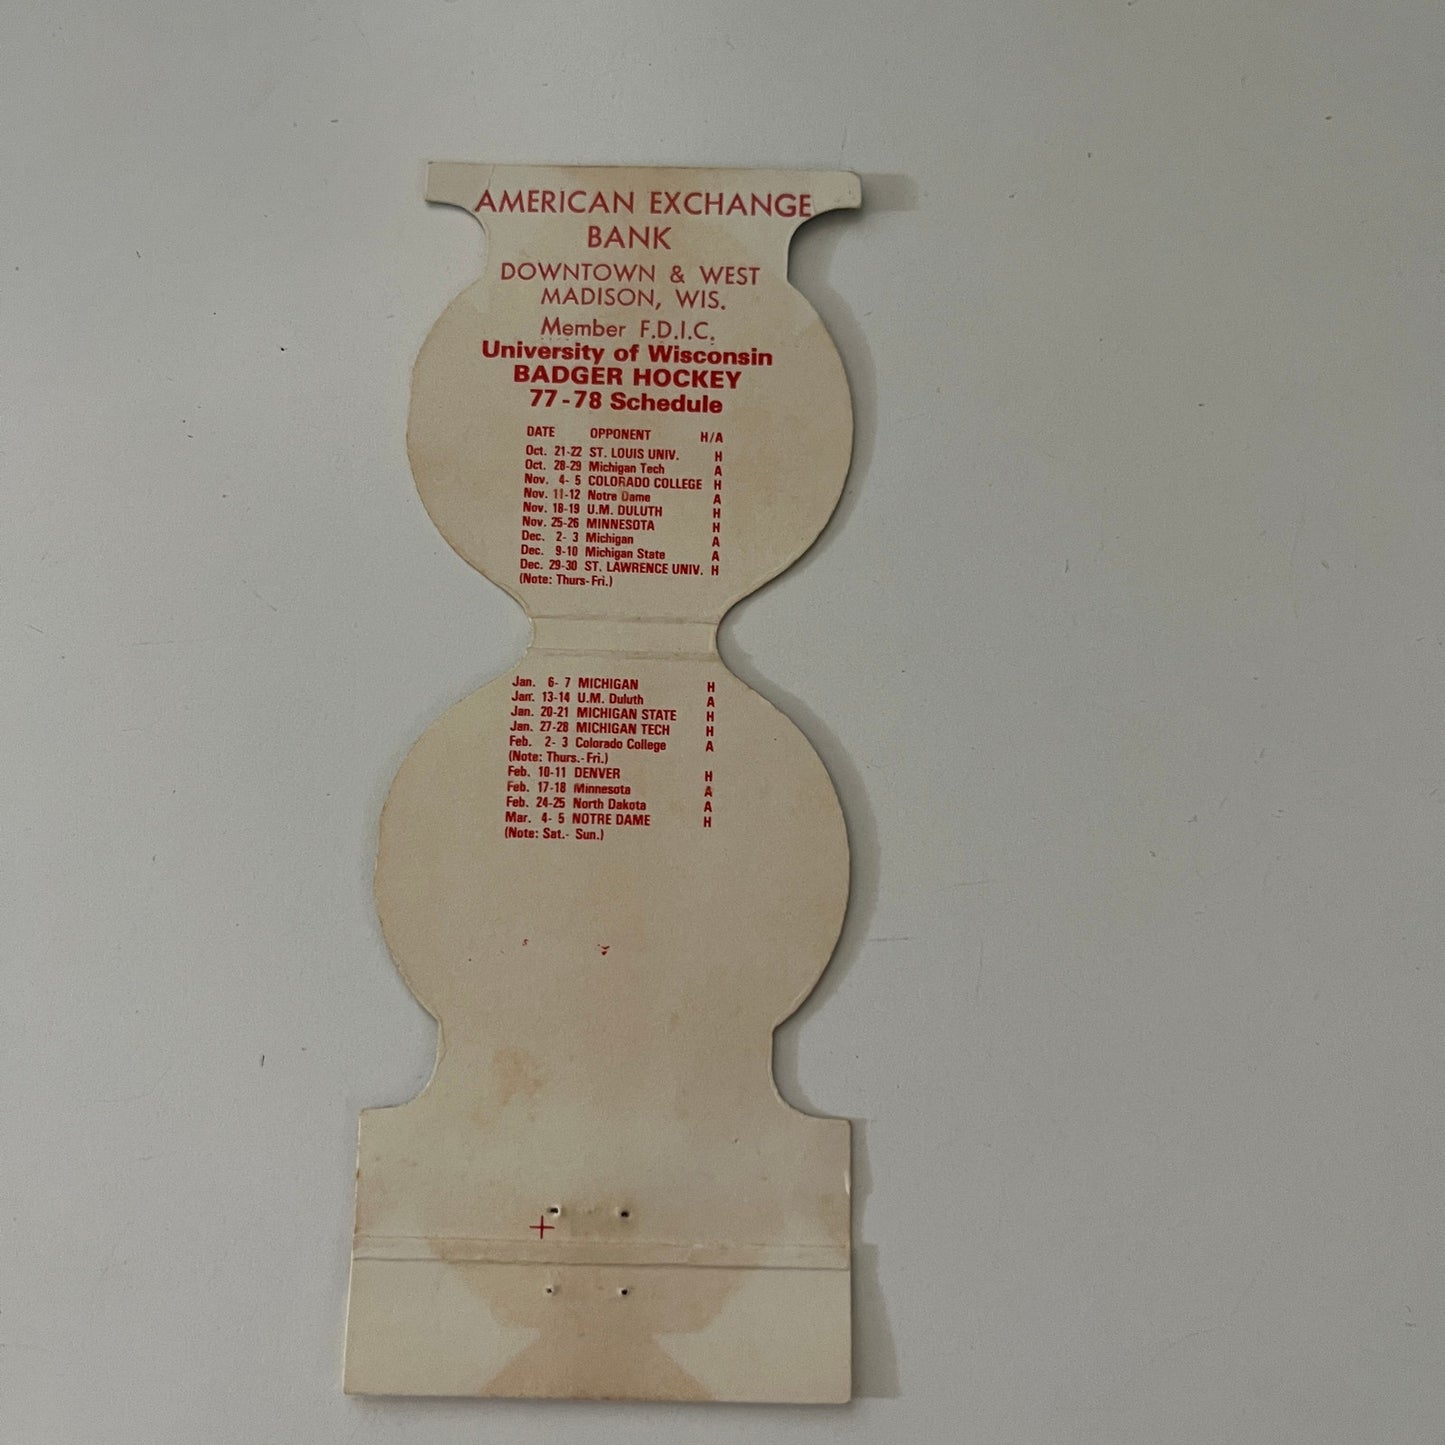 AMERICAN EXCHANGE
BANK
DOWNTOWN & WEST
MADISON, WIS.
Member F.D.I.C.
University of Wisconsin
BADGER HOCKEY
77-78 Schedule
DATE OPPONENT H/A
Oct. 21-22 ST. LOUIS UNIV. H
Oct. 28-29 Michigan Tech A
Nov. 4- 5 COLORADO COLLEGE H
Nov. 11-12 Notre Dame A
Nov. 18-19 U.M. DULUTH H
Nov. 25-26 MINNESOTA H
Dec. 2- 3 Michigan A
Dec. 9-10 Michigan State A
Dec. 29-30 ST. LAWRENCE UNIV. H
(Note: Thurs-Fri.)
Jan. 6- 7 MICHIGAN H
Jan. 13-14 U.M. Duluth A
Jan. 20-21 MICHIGAN STATE H
Jan. 27-28 MICHIGAN TECH H
Feb. 2- 3 Colorado College A
(Note: Thurs.-Fri.)
Feb. 10-11 DENVER H
Feb. 17-18 Minnesota A
Feb. 24-25 North Dakota A
Mar. 4- 5 NOTRE DAME H
(Note: Sat.- Sun.)